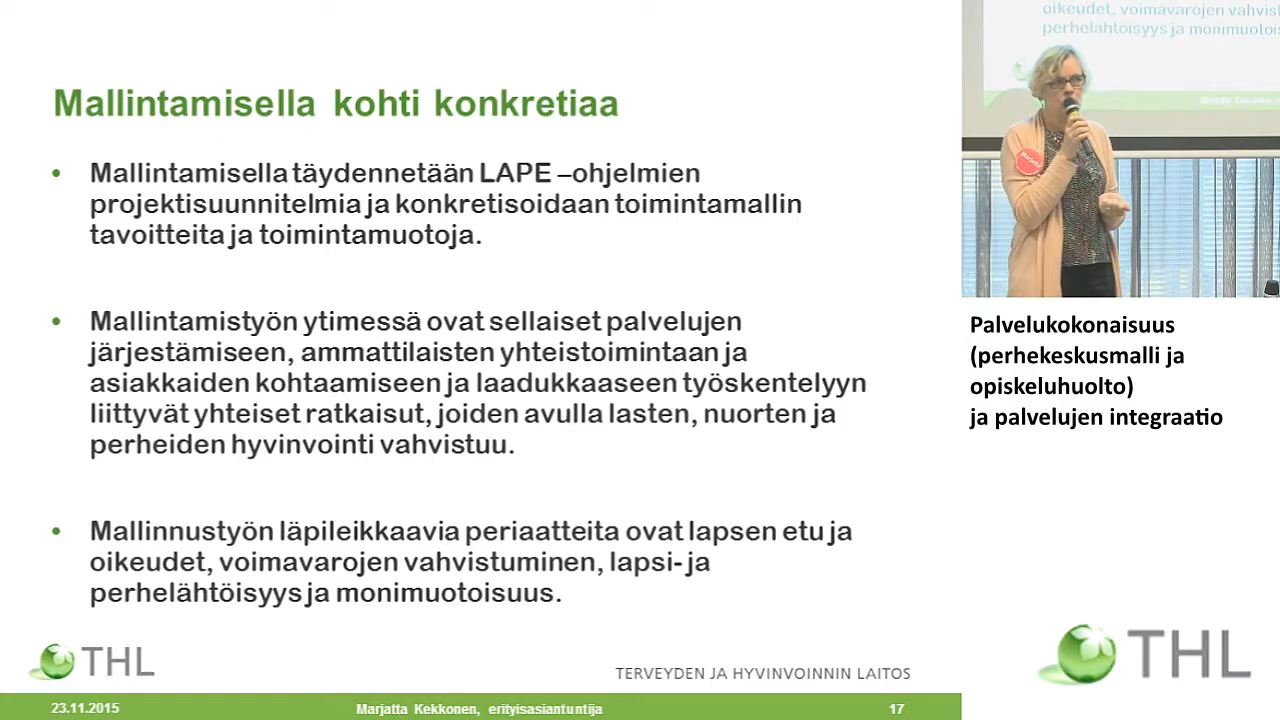 Mallintamisella kohti konkretiaa
• Mallintamisella täydennetään LAPE –ohjelmien
projektisuunnitelmia ja konkretisoidaan toimintamallin
tavoitteita ja toimintamuotoja.
• Mallintamistyön ytimessä ovat sellaiset palvelujen
järjestämiseen, ammattilaisten yhteistoimintaan ja
asiakkaiden kohtaamiseen ja laadukkaaseen työskentelyyn
liittyvät yhteiset ratkaisut, joiden avulla lasten, nuorten ja
perheiden hyvinvointi vahvistuu.
• Mallinnustyön läpileikkaavia periaatteita ovat lapsen etu ja
oikeudet, voimavarojen vahvistuminen, lapsi- ja
perhelähtöisyys ja monimuotoisuus.
THL
TERVEYDEN JA HYVINVOINNIN LAITOS
23.11.2015
Marjatta Kekkonen, erityisasiantuntija
17
oikeudet, voimavarojen vahvist
perhelähtöisyys ja monimuotois
Palvelukokonaisuus
(perhekeskusmalli ja
opiskeluhuolto)
ja palvelujen integraatio
THL